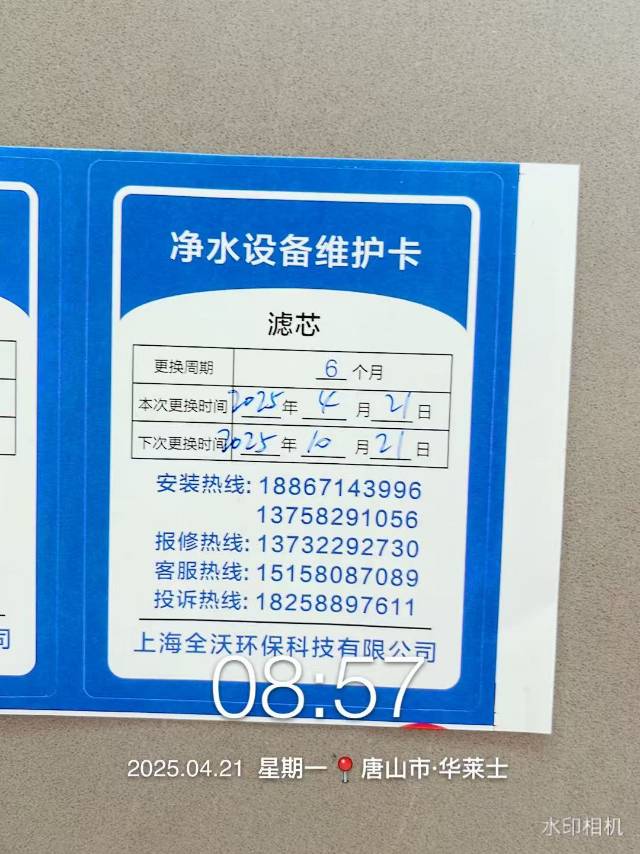 净水设备维护卡
滤芯
更换周期 6 个月
本次更换时间 2025 年 4 月 21 日
下次更换时间 2025 年 10 月 21 日
安装热线: 18867143996
13758291056
报修热线: 13732292730
客服热线: 15158087089
投诉热线: 18258897611
司
上海全沃环保科技有限公司
08:57
2025.04.21 星期一 唐山市·华莱士
水印相机